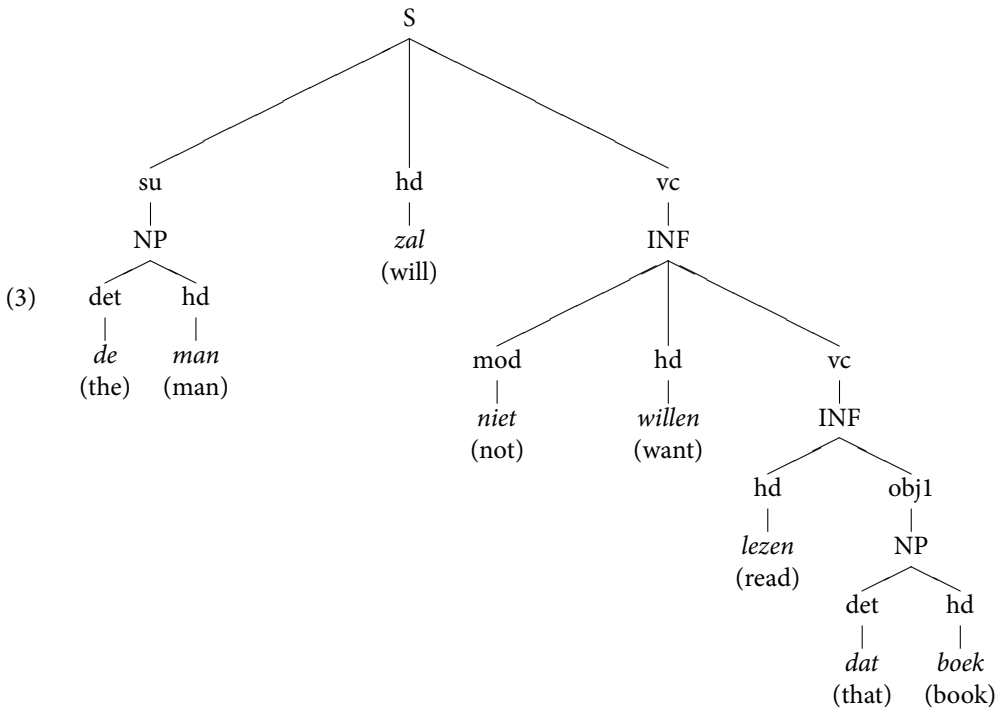 S
su hd vc
NP zal INF
(will)
(3) det hd
de man mod hd vc
(the) (man)
niet willen INF
(not) (want)
hd obj1
lezen NP
(read)
det hd
dat boek
(that) (book)